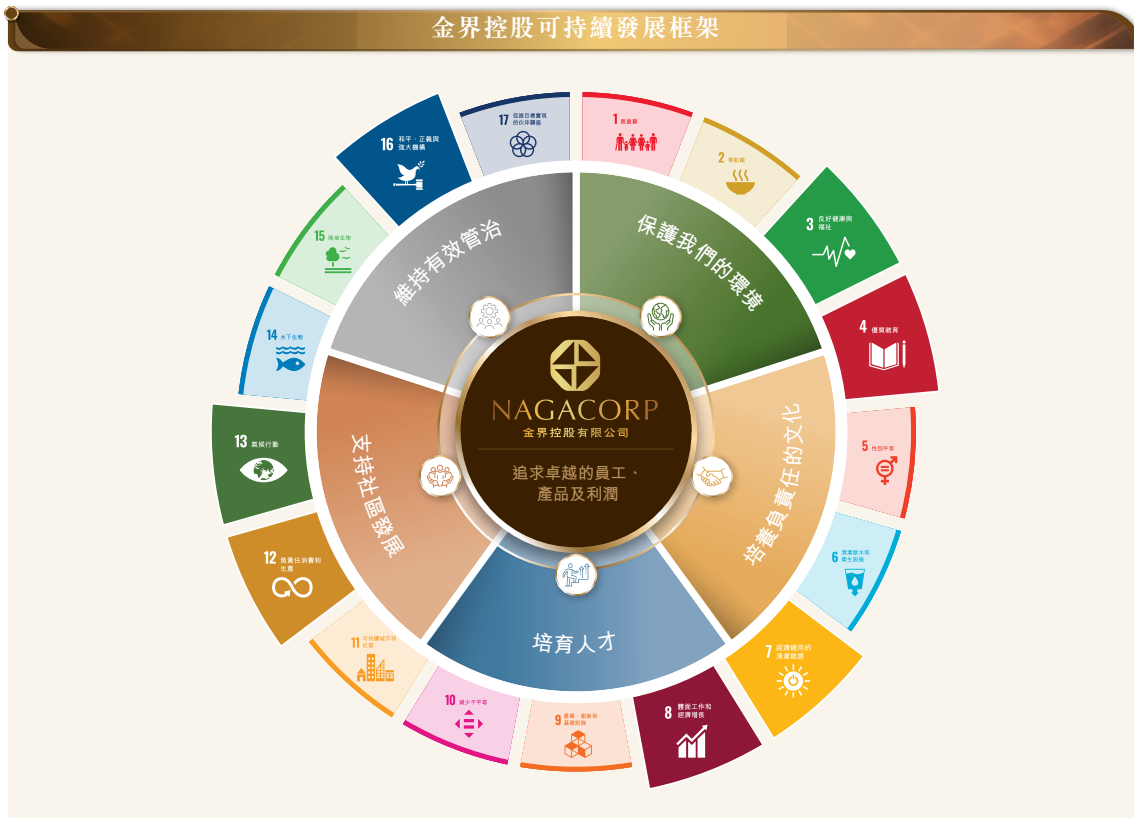 金界控股可持續發展框架
17 促進目標實現
的伙伴關係
1 無貧窮
2 零飢餓
3 良好健康與
福祉
4 優質教育
5 性別平等
6 清潔飲水和
衛生設施
7 經濟適用的
清潔能源
8 體面工作和
經濟增長
9 產業、創新和
基礎設施
10 減少不平等
11 可持續城市和
社區
12 負責任消費和
生產
13 氣候行動
14 水下生物
15 陸地生物
16 和平、正義與
強大機構
維持有效管治
保護我們的環境
培養負責任的文化
培育人才
支持社區發展
NAGACORP
金界控股有限公司
追求卓越的員工、
產品及利潤